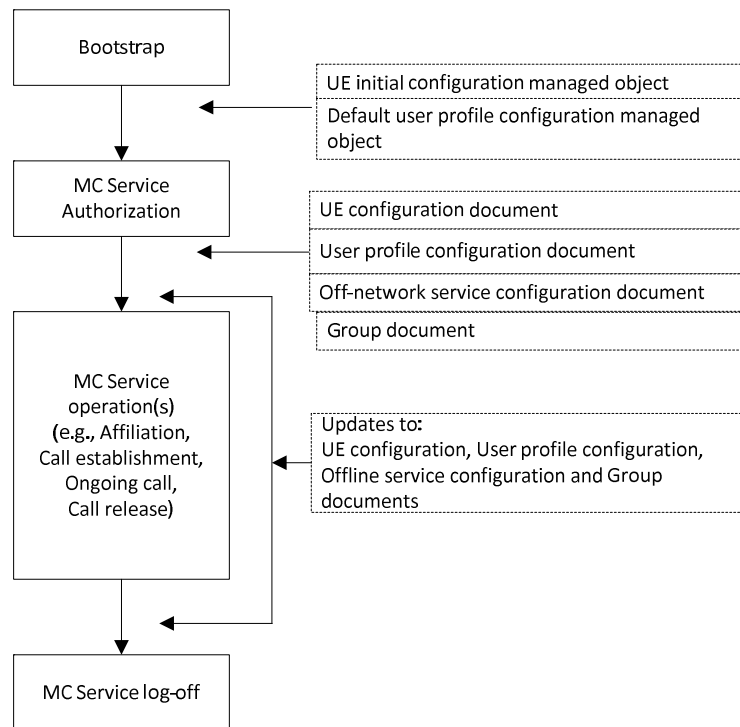 Bootstrap
UE initial configuration managed object
Default user profile configuration managed
object
MC Service
Authorization
UE configuration document
User profile configuration document
Off-network service configuration document
Group document
MC Service
operation(s)
(e.g., Affiliation,
Call establishment,
Ongoing call,
Call release)
Updates to:
UE configuration, User profile configuration,
Offline service configuration and Group
documents
MC Service log-off